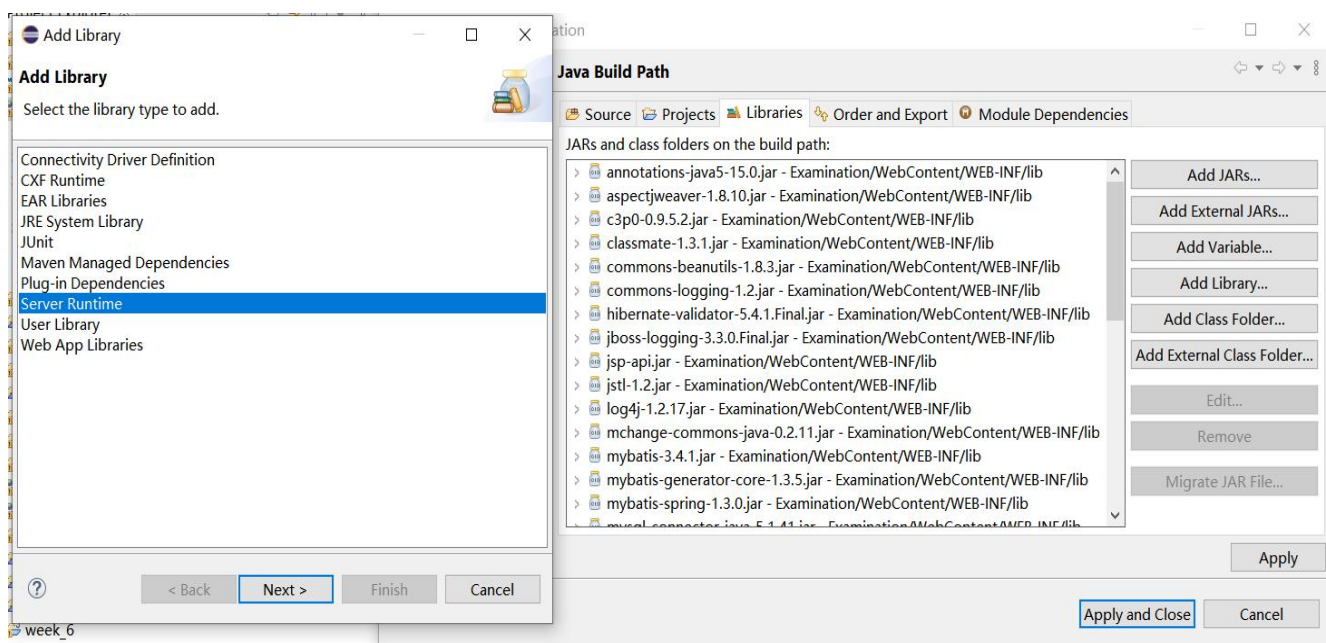 Add Library
Add Library
Select the library type to add.
Connectivity Driver Definition
CXF Runtime
EAR Libraries
JRE System Library
JUnit
Maven Managed Dependencies
Plug-in Dependencies
Server Runtime
User Library
Web App Libraries
< Back
Next >
Finish
Cancel
week_6
ation
Java Build Path
Source
Projects
Libraries
Order and Export
Module Dependencies
JARs and class folders on the build path:
annotations-java5-15.0.jar - Examination/WebContent/WEB-INF/lib
aspectjweaver-1.8.10.jar - Examination/WebContent/WEB-INF/lib
c3p0-0.9.5.2.jar - Examination/WebContent/WEB-INF/lib
classmate-1.3.1.jar - Examination/WebContent/WEB-INF/lib
commons-beanutils-1.8.3.jar - Examination/WebContent/WEB-INF/lib
commons-logging-1.2.jar - Examination/WebContent/WEB-INF/lib
hibernate-validator-5.4.1.Final.jar - Examination/WebContent/WEB-INF/lib
jboss-logging-3.3.0.Final.jar - Examination/WebContent/WEB-INF/lib
jsp-api.jar - Examination/WebContent/WEB-INF/lib
jstl-1.2.jar - Examination/WebContent/WEB-INF/lib
log4j-1.2.17.jar - Examination/WebContent/WEB-INF/lib
mchange-commons-java-0.2.11.jar - Examination/WebContent/WEB-INF/lib
mybatis-3.4.1.jar - Examination/WebContent/WEB-INF/lib
mybatis-generator-core-1.3.5.jar - Examination/WebContent/WEB-INF/lib
mybatis-spring-1.3.0.jar - Examination/WebContent/WEB-INF/lib
mysql-connector-java-5.1.41.jar - Examination/WebContent/WEB-INF/lib
Add JARs...
Add External JARs...
Add Variable...
Add Library...
Add Class Folder...
Add External Class Folder...
Edit...
Remove
Migrate JAR File...
Apply
Apply and Close
Cancel